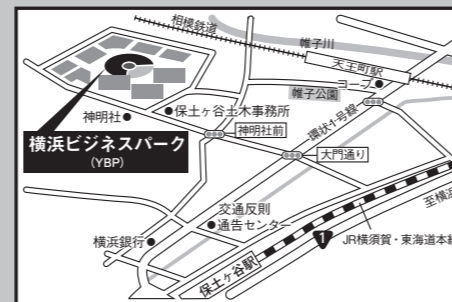 相模鉄道
帷子川
天王町駅
コープ
帷子公園
神明社
保土ヶ谷土木事務所
環状1号線
神明社前
横浜ビジネスパーク
(YBP)
大門通り
交通反則
通告センター
横浜銀行
保土ヶ谷駅
1
JR横須賀・東海道本線
至横浜